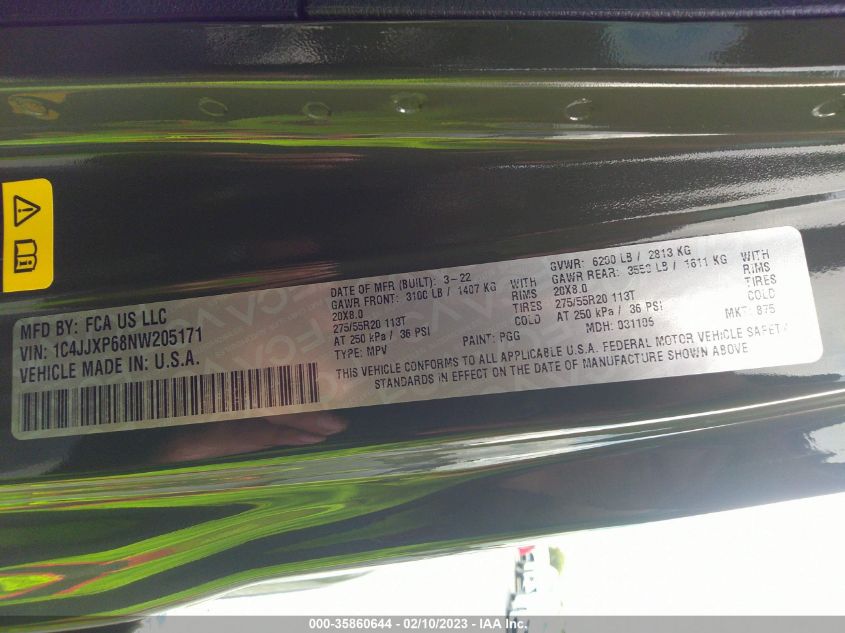 MFD BY: FCA US LLC
VIN: 1C4JJXP68NW205171
VEHICLE MADE IN: U.S.A.
DATE OF MFR (BUILT): 3-22
GAWR FRONT: 3100 LB / 1407 KG WITH
20X8.0 RIMS
275/55R20 113T TIRES
AT 250 kPa / 36 PSI COLD
TYPE: MPV PAINT: PGG
GVWR: 6200 LB / 2813 KG
GAWR REAR: 3550 LB / 1611 KG WITH
20X8.0 RIMS
275/55R20 113T TIRES
AT 250 kPa / 36 PSI COLD
MDH: 031195 MKT: 875
THIS VEHICLE CONFORMS TO ALL APPLICABLE U.S.A. FEDERAL MOTOR VEHICLE SAFETY
STANDARDS IN EFFECT ON THE DATE OF MANUFACTURE SHOWN ABOVE
000-35860644 - 02/10/2023 - IAA Inc.